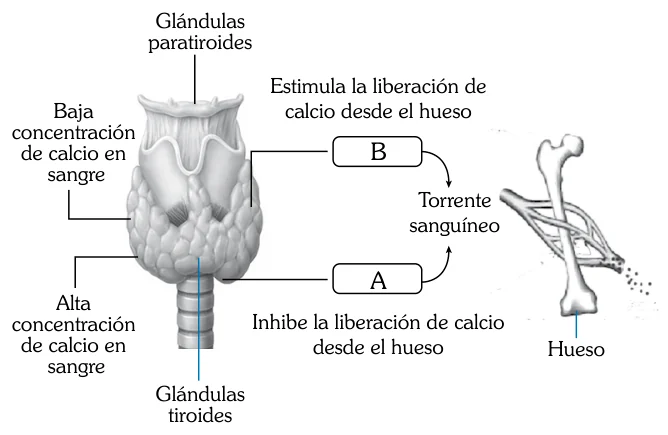 Glándulas
paratiroides
Estimula la liberación de
calcio desde el hueso
Baja
concentración
de calcio en
sangre
B
Torrente
sanguíneo
A
Alta
concentración
de calcio en
sangre
Inhibe la liberación de calcio
desde el hueso
Hueso
Glándulas
tiroides